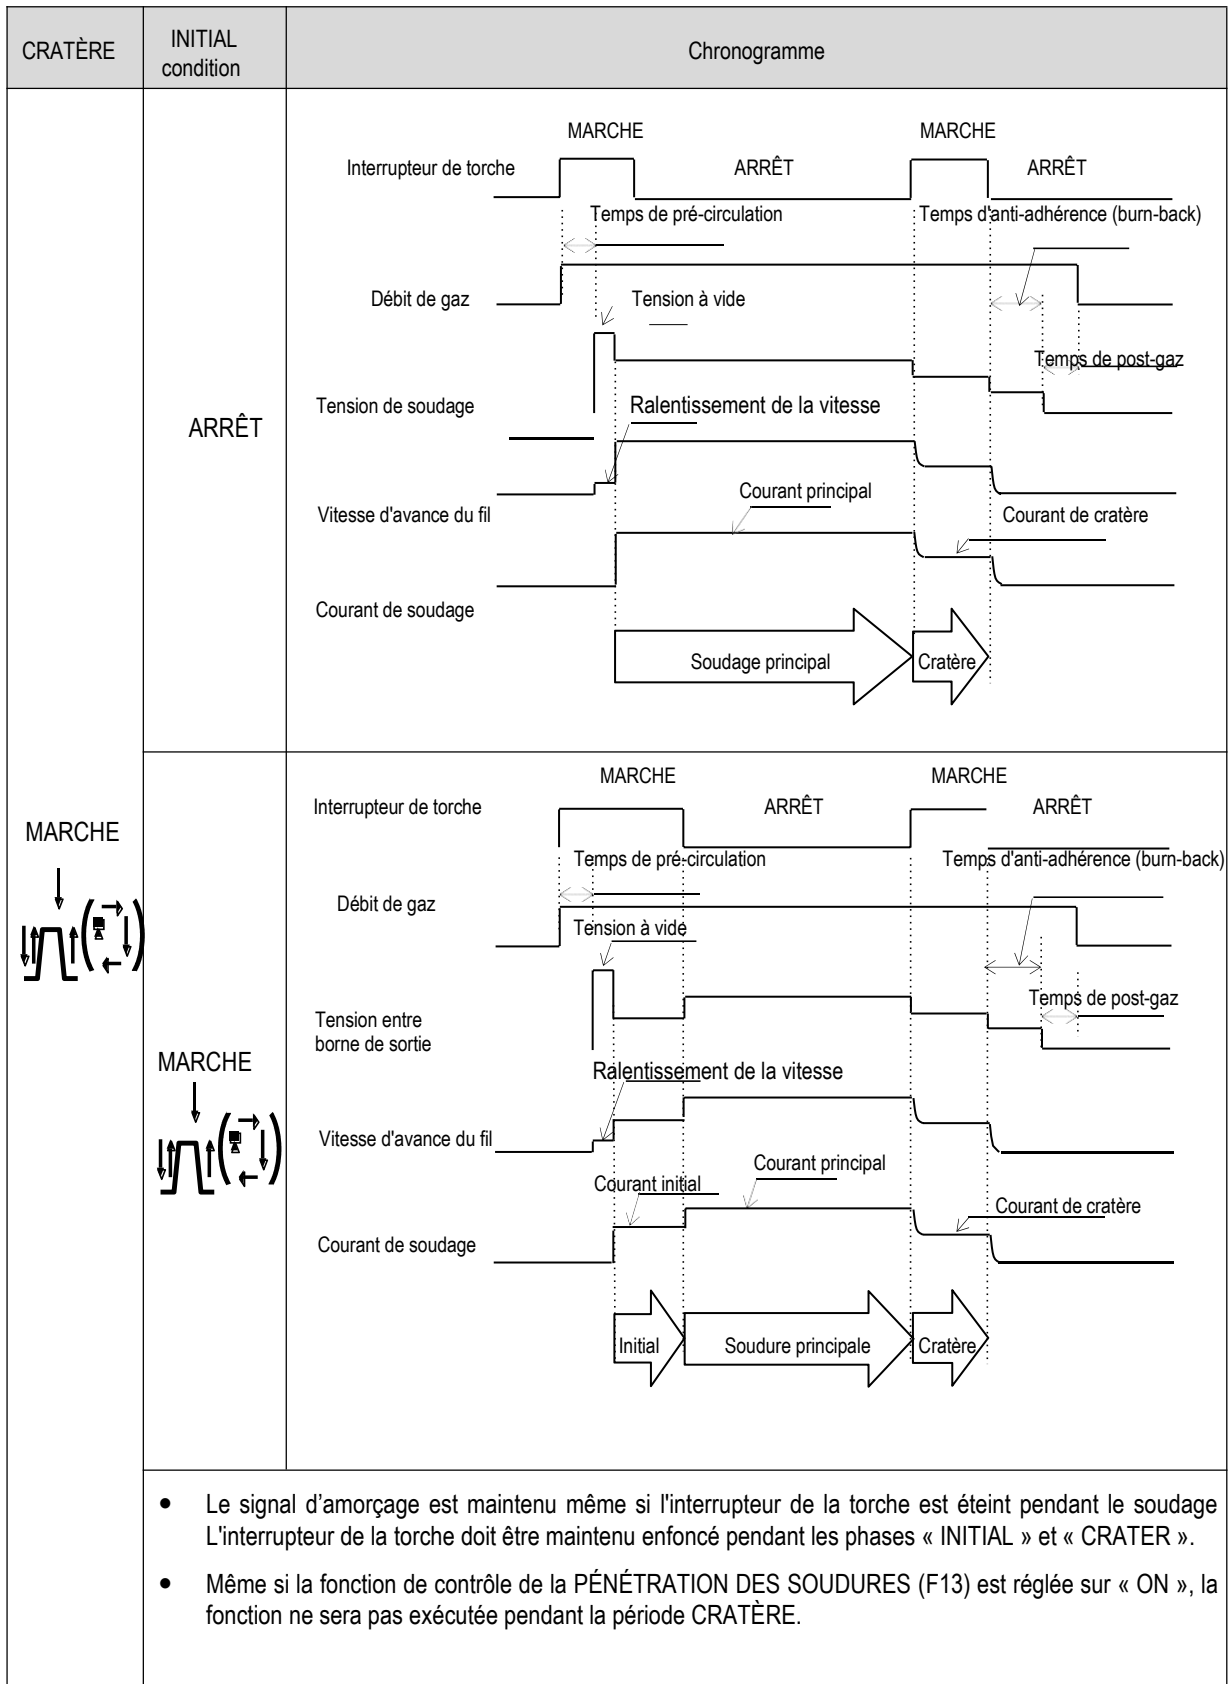 CRATÈRE
INITIAL
condition
Chronogramme
MARCHE
MARCHE
Interrupteur de torche
ARRÊT
ARRÊT
Temps de pré-circulation
Temps d'anti-adhérence (burn-back)
Débit de gaz
Tension à vide
Temps de post-gaz
Tension de soudage
Ralentissement de la vitesse
ARRÊT
Courant principal
Vitesse d'avance du fil
Courant de cratère
Courant de soudage
Soudage principal
Cratère
MARCHE
MARCHE
Interrupteur de torche
ARRÊT
ARRÊT
MARCHE
Temps de pré-circulation
Temps d'anti-adhérence (burn-back)
Débit de gaz
Tension à vide
Temps de post-gaz
Tension entre
borne de sortie
MARCHE
Ralentissement de la vitesse
Vitesse d'avance du fil
Courant principal
Courant initial
Courant de cratère
Courant de soudage
Initial
Soudure principale
Cratère
• Le signal d’amorçage est maintenu même si l'interrupteur de la torche est éteint pendant le soudage
L'interrupteur de la torche doit être maintenu enfoncé pendant les phases « INITIAL » et « CRATER ».
• Même si la fonction de contrôle de la PÉNÉTRATION DES SOUDURES (F13) est réglée sur « ON », la
fonction ne sera pas exécutée pendant la période CRATÈRE.